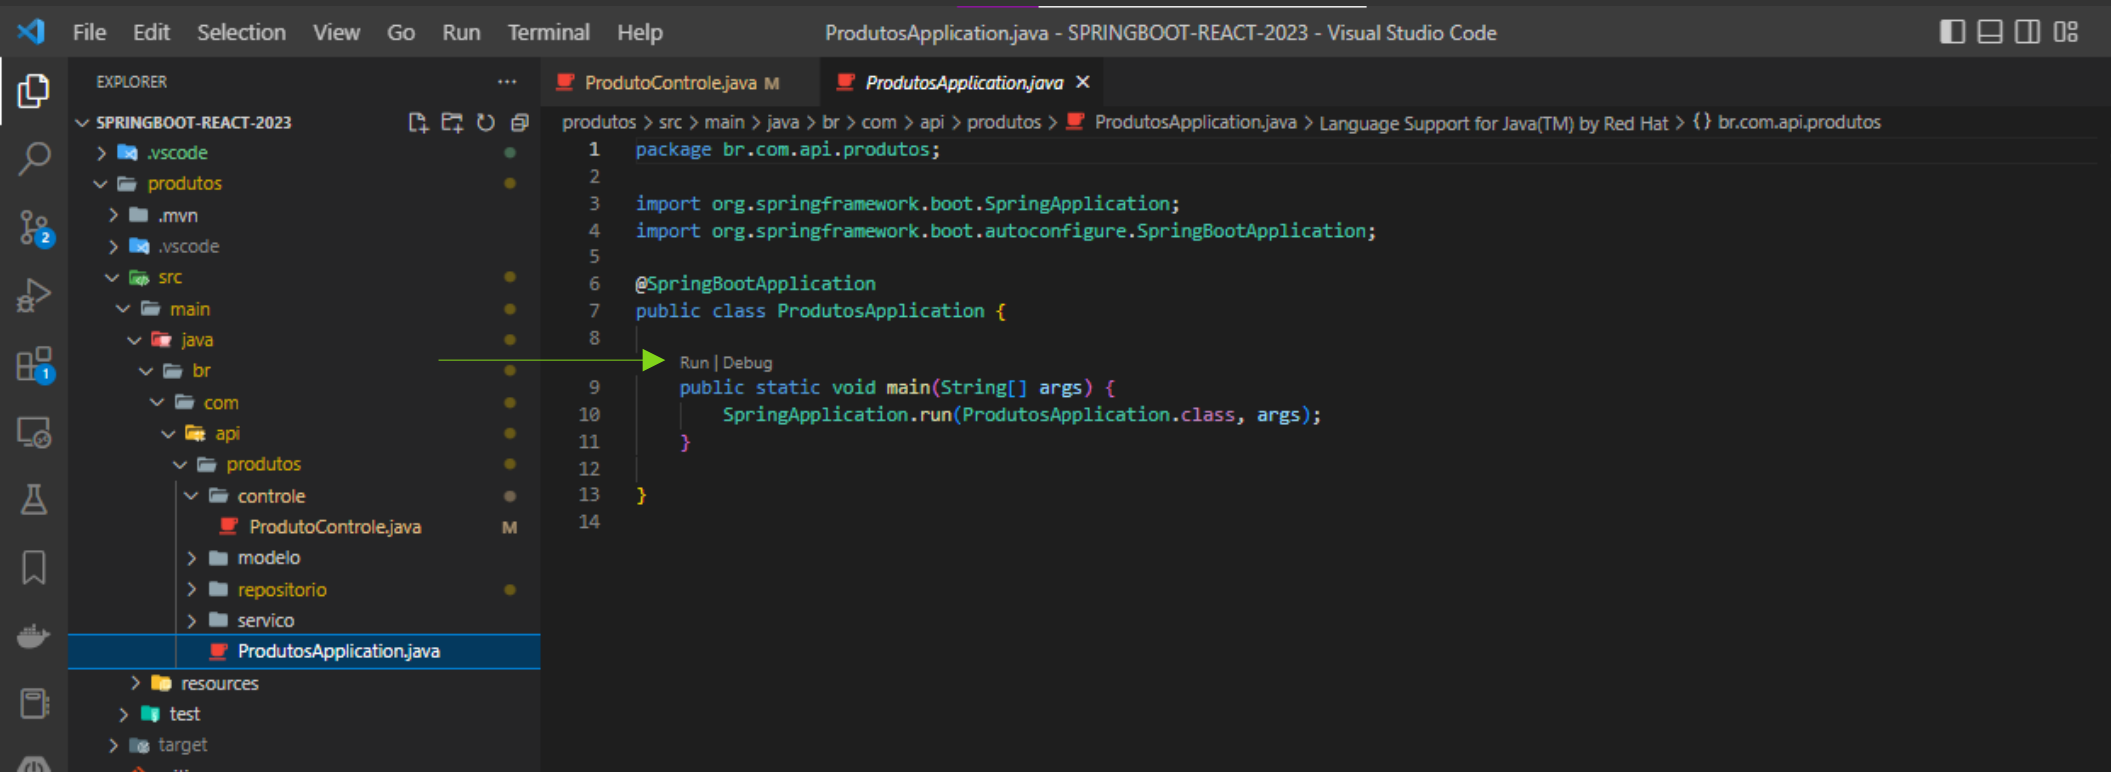 File Edit Selection View Go Run Terminal Help
ProdutosApplication.java - SPRINGBOOT-REACT-2023 - Visual Studio Code
EXPLORER
SPRINGBOOT-REACT-2023
.vscode
produtos
.mvn
.vscode
src
main
java
br
com
api
produtos
controle
ProdutoControle.java M
modelo
repositorio
servico
ProdutosApplication.java
resources
test
target
2
1
ProdutoControle.java M
ProdutosApplication.java
produtos > src > main > java > br > com > api > produtos > ProdutosApplication.java > Language Support for Java(TM) by Red Hat > {} br.com.api.produtos
1 package br.com.api.produtos;
2
3 import org.springframework.boot.SpringApplication;
4 import org.springframework.boot.autoconfigure.SpringBootApplication;
5
6 @SpringBootApplication
7 public class ProdutosApplication {
8
Run | Debug
9 public static void main(String[] args) {
10 SpringApplication.run(ProdutosApplication.class, args);
11 }
12
13 }
14